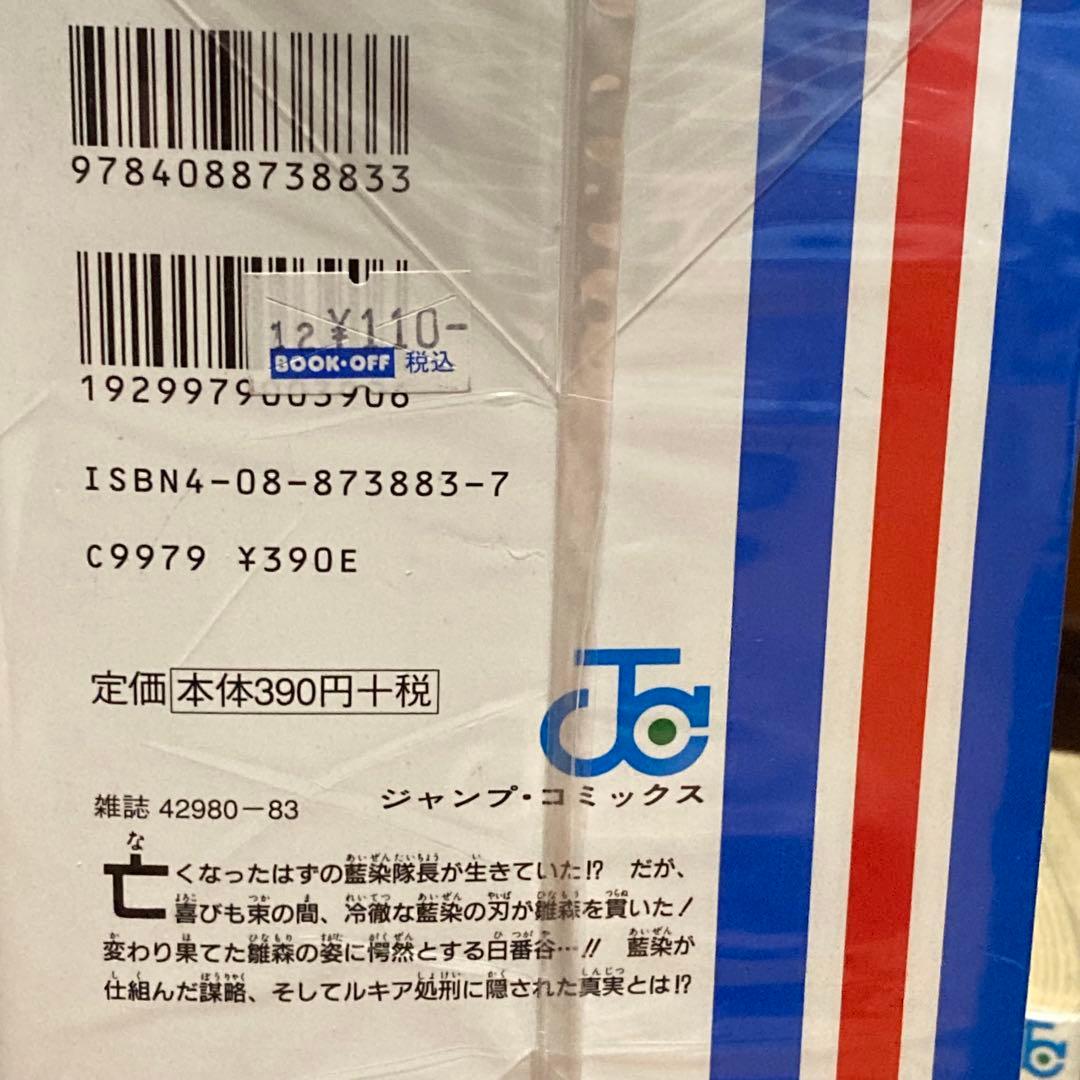 9784088738833
12 ¥110-
BOOK・OFF 税込
1929979003906
ISBN4-08-873883-7
C9979 ¥390E
定価 本体390円+税
ジャンプ・コミックス
雑誌 42980-83
亡くなったはずの藍染隊長が生きていた!? だが、
喜びも束の間、冷徹な藍染の刃が雛森を貫いた!
変わり果てた雛森の姿に愕然とする日番谷…!! 藍染が
仕組んだ謀略、そしてルキア処刑に隠された真実とは!?